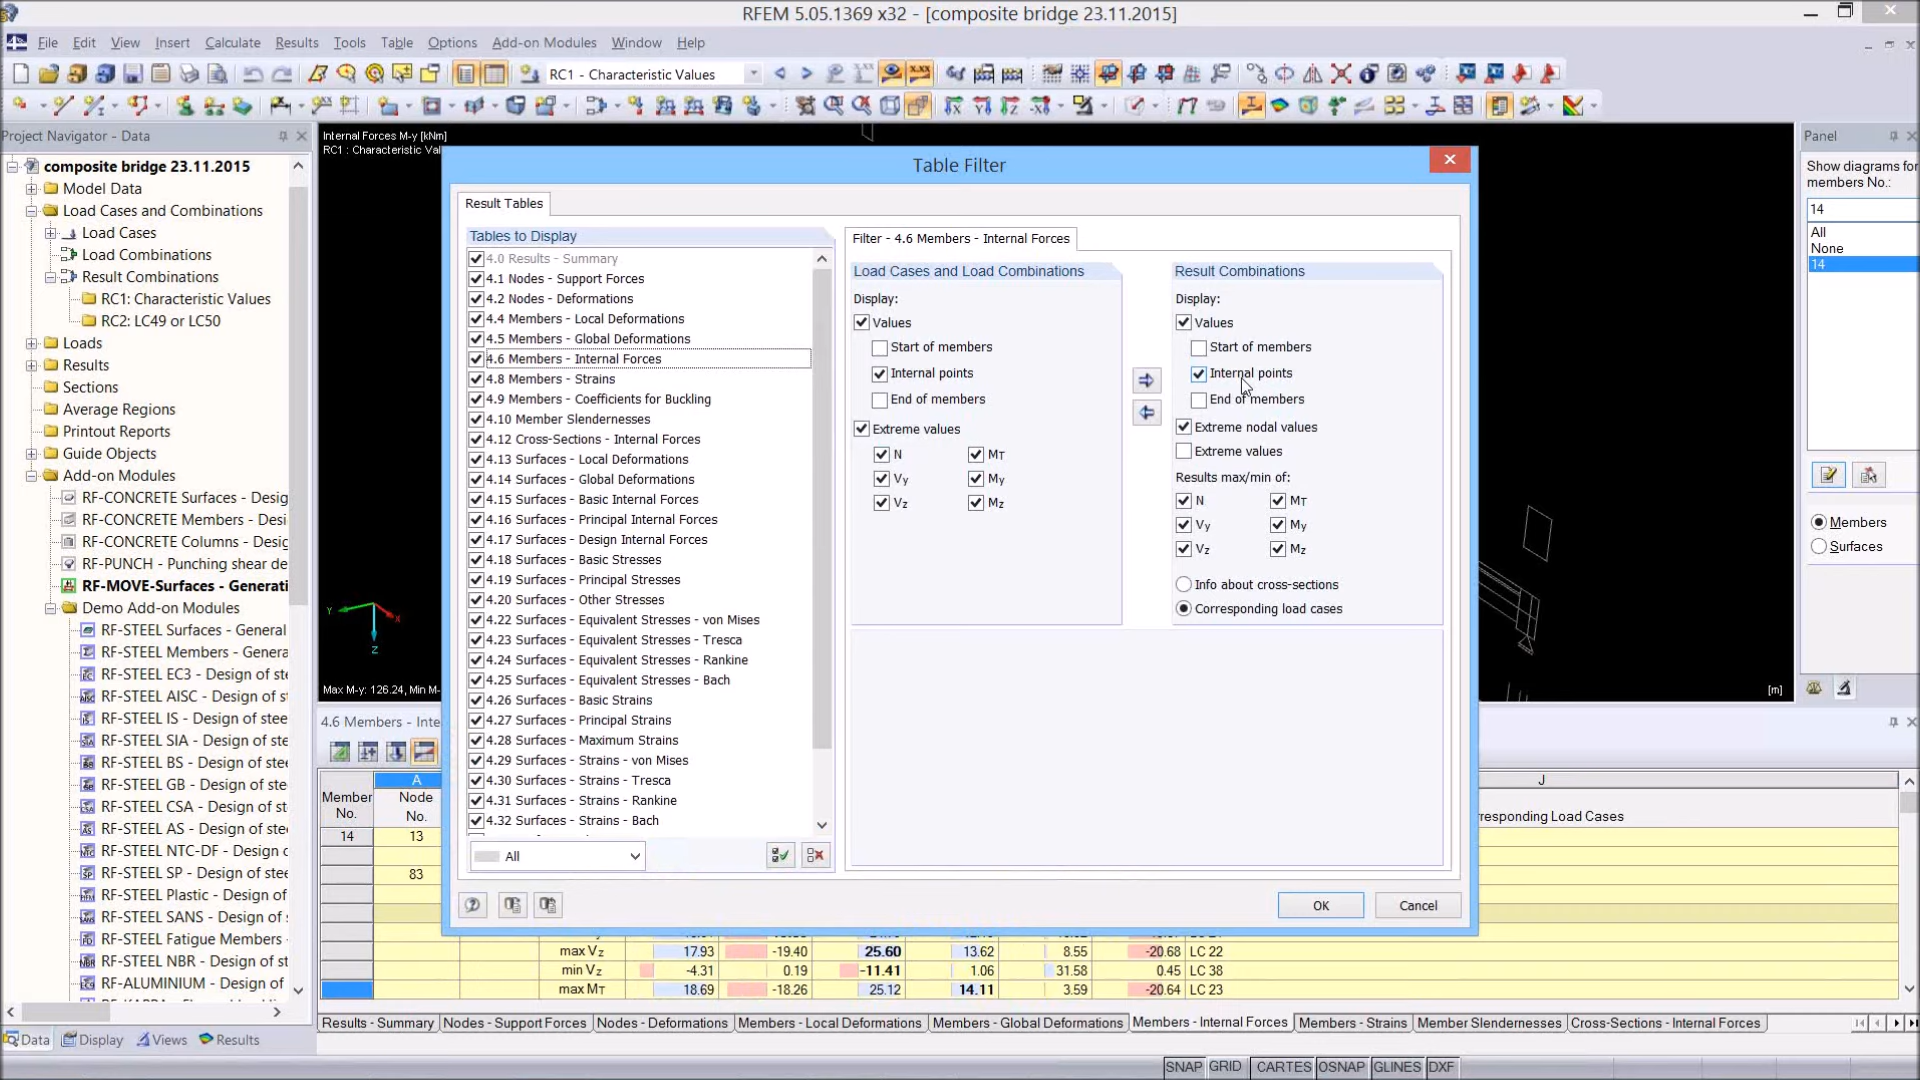 RFEM 5.05.1369 x32 - [composite bridge 23.11.2015]
File Edit View Insert Calculate Results Tools Table Options Add-on Modules Window Help
RC1 - Characteristic Values
Project Navigator - Data
composite bridge 23.11.2015
Model Data
Load Cases and Combinations
Load Cases
Load Combinations
Result Combinations
RC1: Characteristic Values
RC2: LC49 or LC50
Loads
Results
Sections
Average Regions
Printout Reports
Guide Objects
Add-on Modules
RF-CONCRETE Surfaces - Desig
RF-CONCRETE Members - Desi
RF-CONCRETE Columns - Desig
RF-PUNCH - Punching shear de
RF-MOVE-Surfaces - Generati
Demo Add-on Modules
RF-STEEL Surfaces - General
RF-STEEL Members - Genera
RF-STEEL EC3 - Design of stee
RF-STEEL AISC - Design of st
RF-STEEL IS - Design of steel
RF-STEEL SIA - Design of ste
RF-STEEL BS - Design of stee
RF-STEEL GB - Design of stee
RF-STEEL CSA - Design of ste
RF-STEEL AS - Design of stee
RF-STEEL NTC-DF - Design of
RF-STEEL SP - Design of stee
RF-STEEL Plastic - Design of
RF-STEEL SANS - Design of s
RF-STEEL Fatigue Members -
RF-STEEL NBR - Design of st
RF-ALUMINIUM - Design of
Data Display Views Results
Internal Forces M-y [kNm]
RC1 : Characteristic Val
Max M-y: 126.24, Min M-
[m]
Table Filter
Result Tables
Tables to Display
4.0 Results - Summary
4.1 Nodes - Support Forces
4.2 Nodes - Deformations
4.4 Members - Local Deformations
4.5 Members - Global Deformations
4.6 Members - Internal Forces
4.8 Members - Strains
4.9 Members - Coefficients for Buckling
4.10 Member Slendernesses
4.12 Cross-Sections - Internal Forces
4.13 Surfaces - Local Deformations
4.14 Surfaces - Global Deformations
4.15 Surfaces - Basic Internal Forces
4.16 Surfaces - Principal Internal Forces
4.17 Surfaces - Design Internal Forces
4.18 Surfaces - Basic Stresses
4.19 Surfaces - Principal Stresses
4.20 Surfaces - Other Stresses
4.22 Surfaces - Equivalent Stresses - von Mises
4.23 Surfaces - Equivalent Stresses - Tresca
4.24 Surfaces - Equivalent Stresses - Rankine
4.25 Surfaces - Equivalent Stresses - Bach
4.26 Surfaces - Basic Strains
4.27 Surfaces - Principal Strains
4.28 Surfaces - Maximum Strains
4.29 Surfaces - Strains - von Mises
4.30 Surfaces - Strains - Tresca
4.31 Surfaces - Strains - Rankine
4.32 Surfaces - Strains - Bach
All
Filter - 4.6 Members - Internal Forces
Load Cases and Load Combinations
Display:
Values
Start of members
Internal points
End of members
Extreme values
N MT
Vy My
Vz Mz
Result Combinations
Display:
Values
Start of members
Internal points
End of members
Extreme nodal values
Extreme values
Results max/min of:
N MT
Vy My
Vz Mz
Info about cross-sections
Corresponding load cases
OK Cancel
Panel
Show diagrams for
members No.:
14
All
None
14
Members
Surfaces
4.6 Members - Inte
A J
Member No. Node No. rresponding Load Cases
14 13
83
max Vz 17.93 -19.40 25.60 13.62 8.55 -20.68 LC 22
min Vz -4.31 0.19 -11.41 1.06 31.58 0.45 LC 38
max MT 18.69 -18.26 25.12 14.11 3.59 -20.64 LC 23
Results - Summary Nodes - Support Forces Nodes - Deformations Members - Local Deformations Members - Global Deformations Members - Internal Forces Members - Strains Member Slendernesses Cross-Sections - Internal Forces
SNAP GRID CARTES OSNAP GLINES DXF